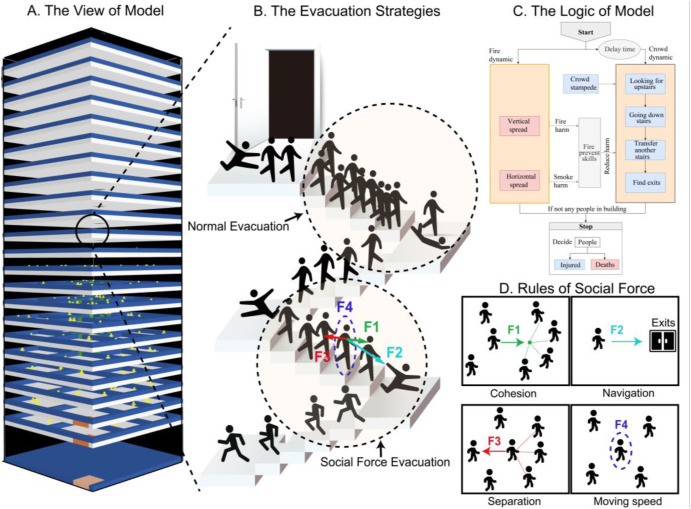 A. The View of Model
B. The Evacuation Strategies
Normal Evacuation
F4
F1
F3
F2
Social Force Evacuation
C. The Logic of Model
Start
Delay time
Fire
dynamic
Crowd
dynamic
Crowd
stampede
Looking for
upstairs
Going down
stairs
Vertical
spread
Fire
harm
Fire
prevent
skills
Reduce harm
Transfer
another
stairs
Horizontal
spread
Smoke
harm
Find exits
If not any people in building
Stop
Decide
People
Injured
Deaths
D. Rules of Social Force
F1
Cohesion
F2
Exits
Navigation
F3
Separation
F4
Moving speed